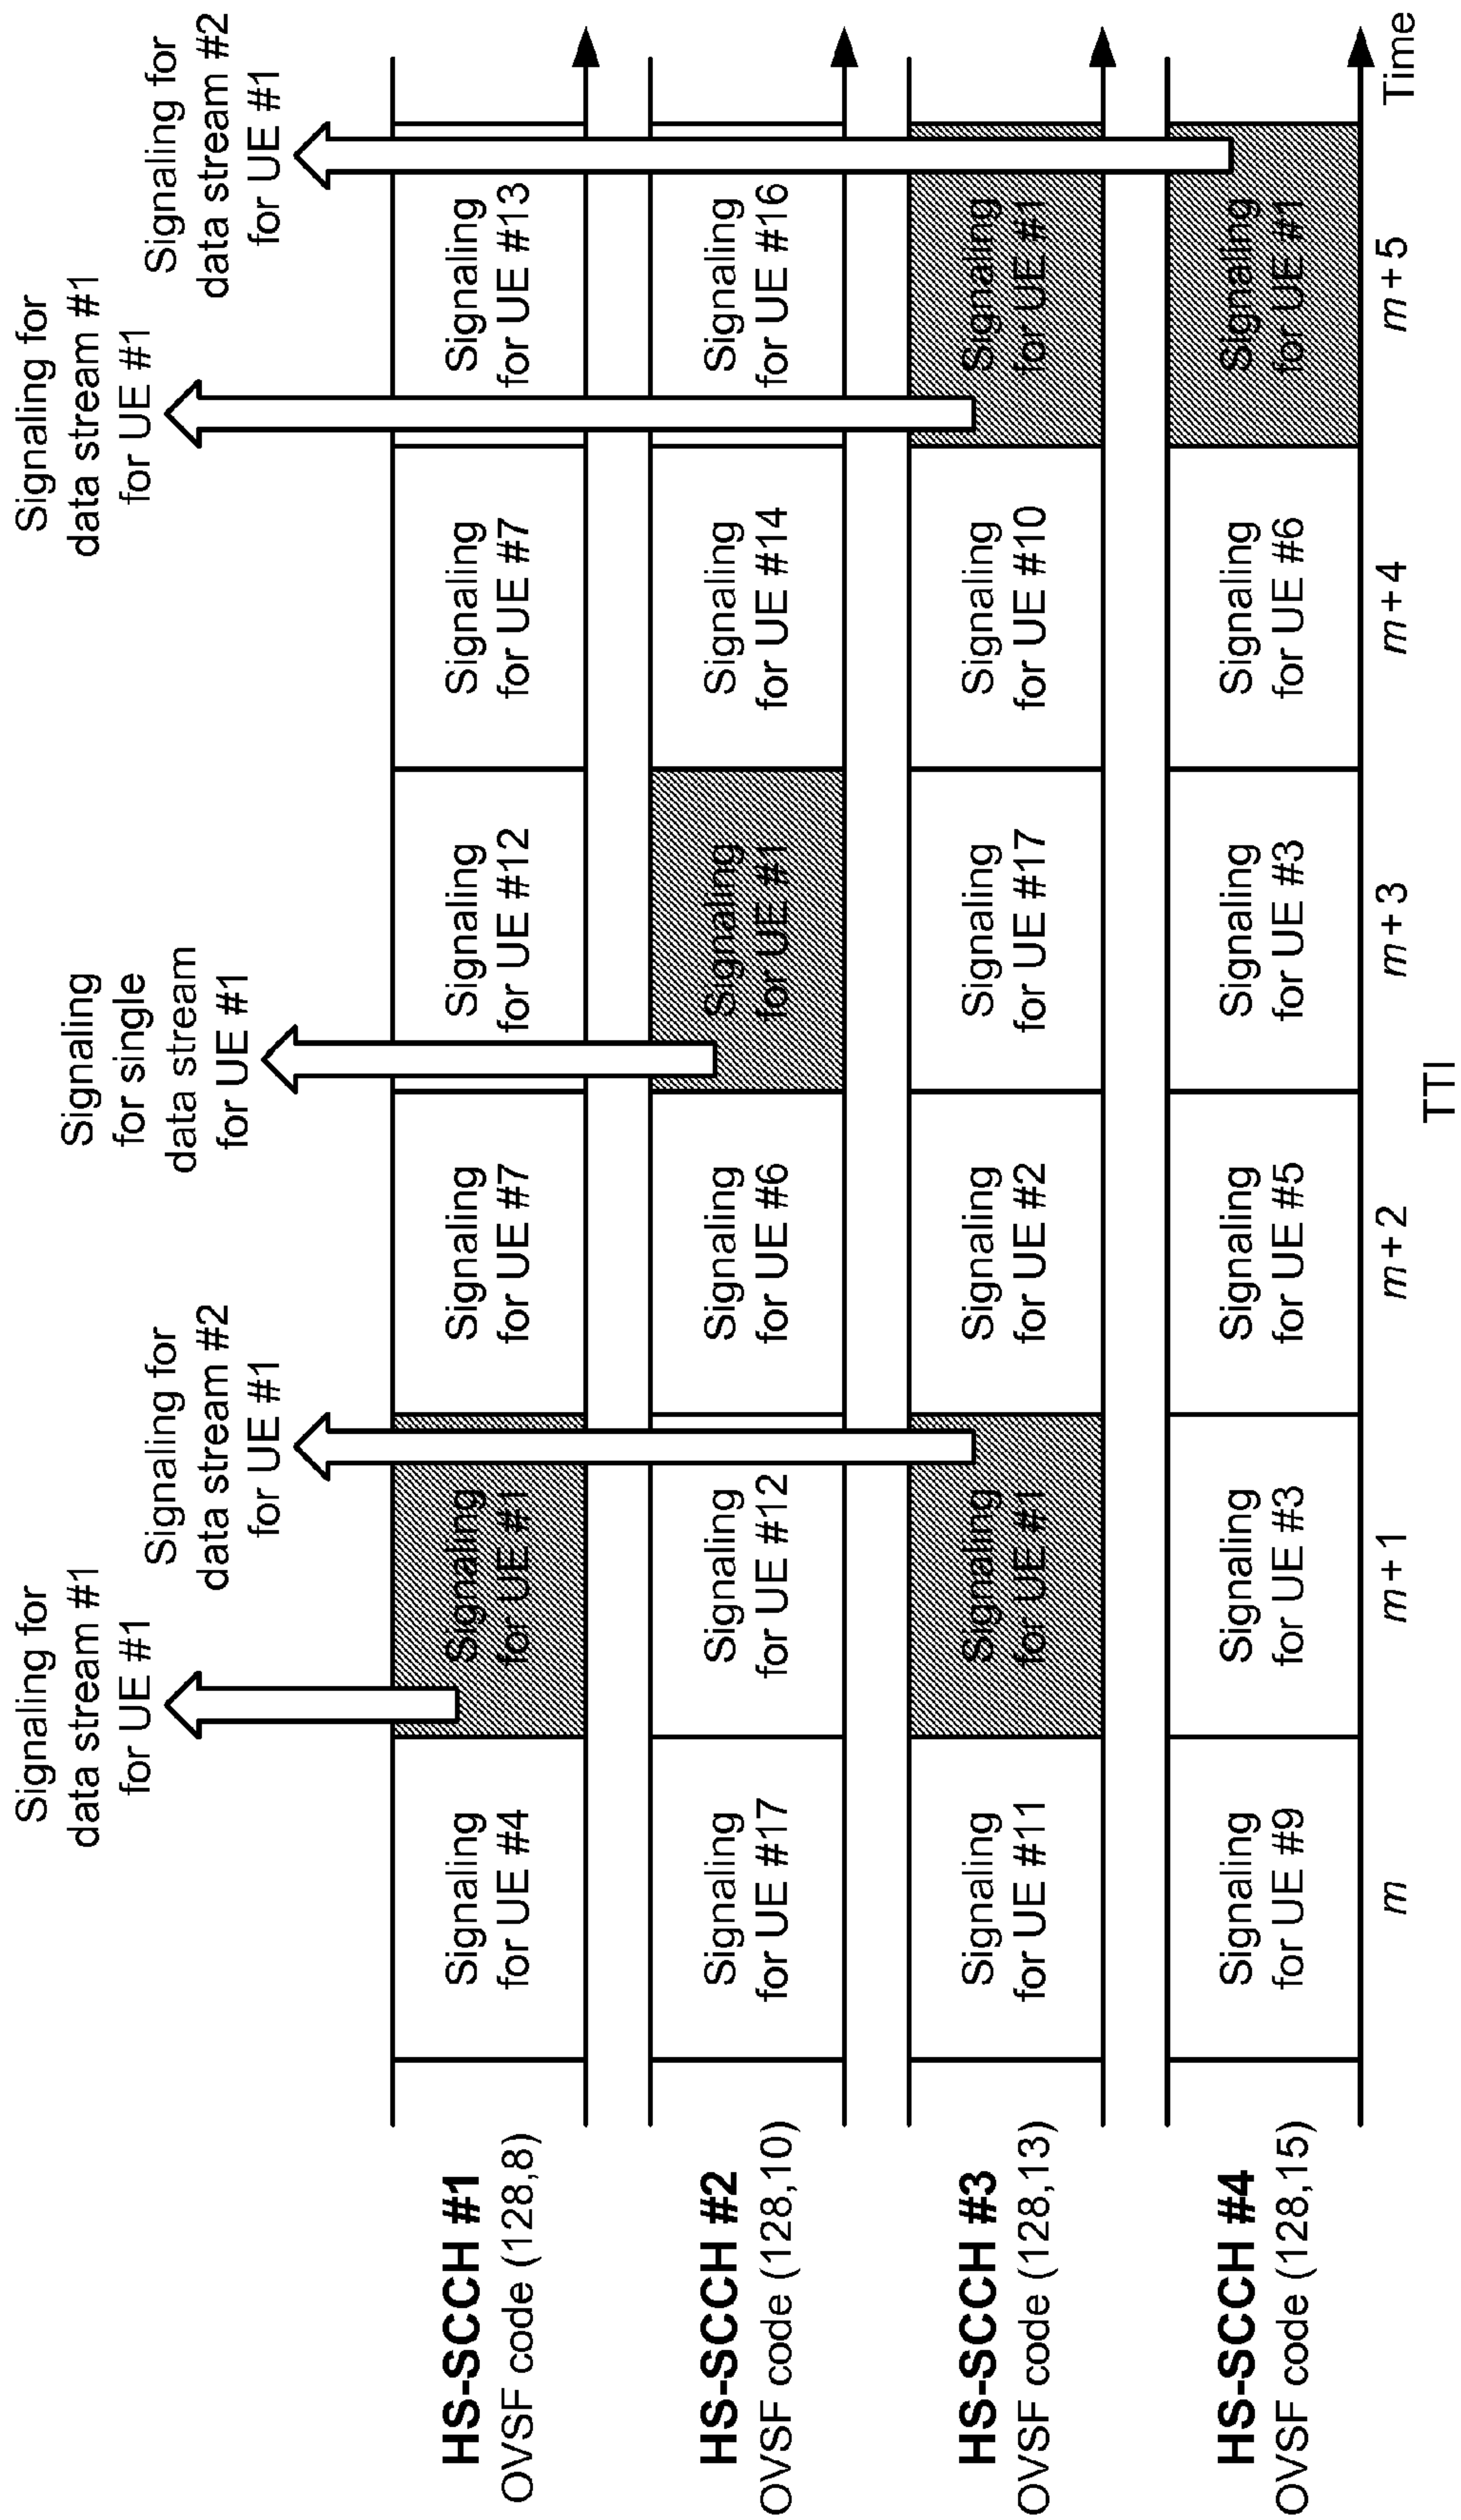 Signaling for
data stream #1
for UE #1
Signaling for
data stream #2
for UE #1
Signaling
for single
data stream
for UE #1
Signaling for
data stream #1
for UE #1
Signaling for
data stream #2
for UE #1
HS-SCCH #1
OVSF code (128,8)
Signaling
for UE #4
Signaling
for UE #1
Signaling
for UE #7
Signaling
for UE #12
Signaling
for UE #7
Signaling
for UE #13
HS-SCCH #2
OVSF code (128,10)
Signaling
for UE #17
Signaling
for UE #12
Signaling
for UE #6
Signaling
for UE #1
Signaling
for UE #14
Signaling
for UE #16
HS-SCCH #3
OVSF code (128,13)
Signaling
for UE #11
Signaling
for UE #1
Signaling
for UE #2
Signaling
for UE #17
Signaling
for UE #10
Signaling
for UE #1
HS-SCCH #4
OVSF code (128,15)
Signaling
for UE #9
Signaling
for UE #3
Signaling
for UE #5
Signaling
for UE #3
Signaling
for UE #6
Signaling
for UE #1
m
m + 1
m + 2
m + 3
m + 4
m + 5
Time
TTI